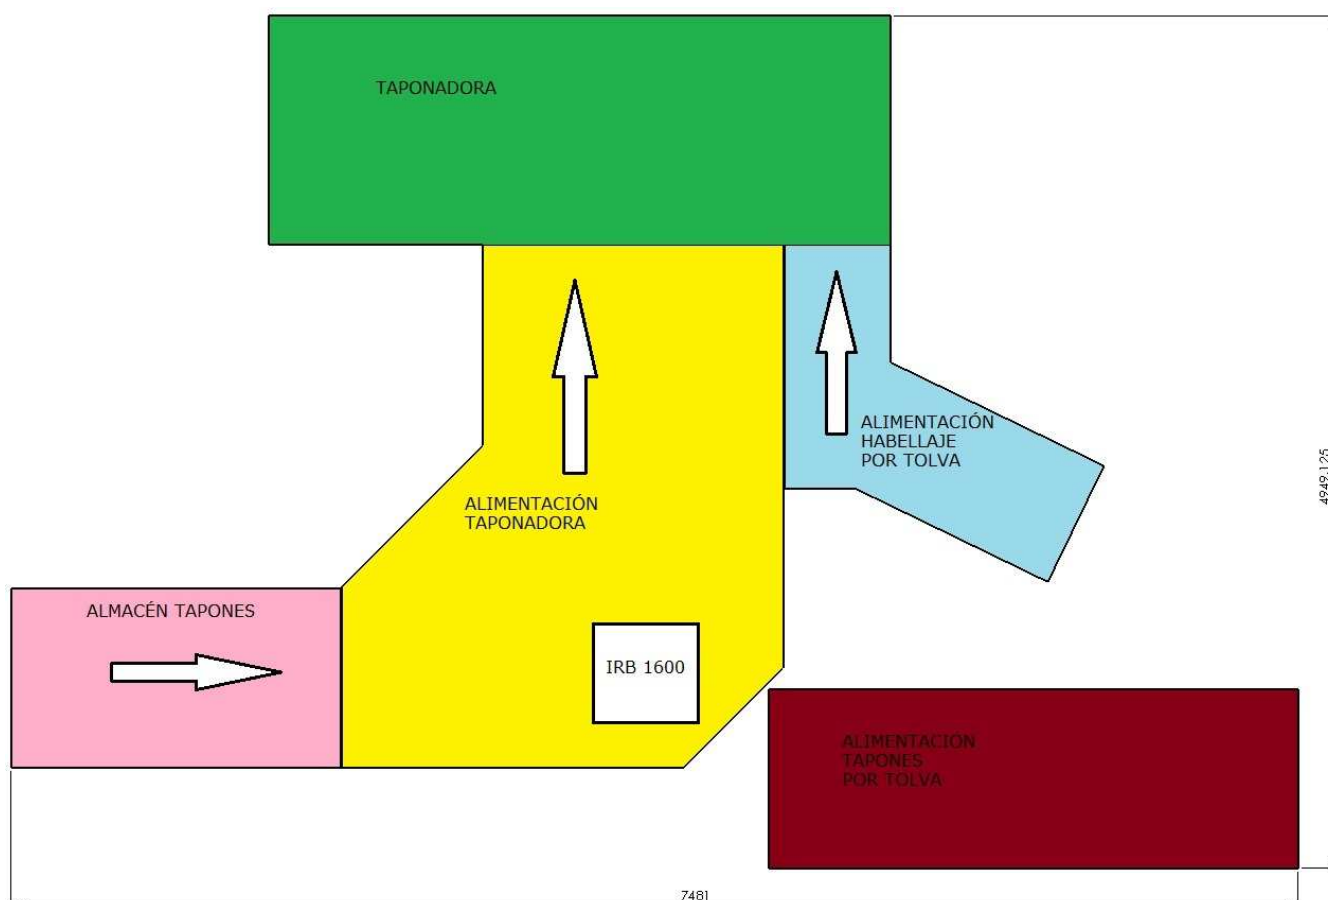 TAPONADORA
ALIMENTACIÓN
HABELLAJE
POR TOLVA
4949,125
ALIMENTACIÓN
TAPONADORA
ALMACÉN TAPONES
IRB 1600
ALIMENTACIÓN
TAPONES
POR TOLVA
7481